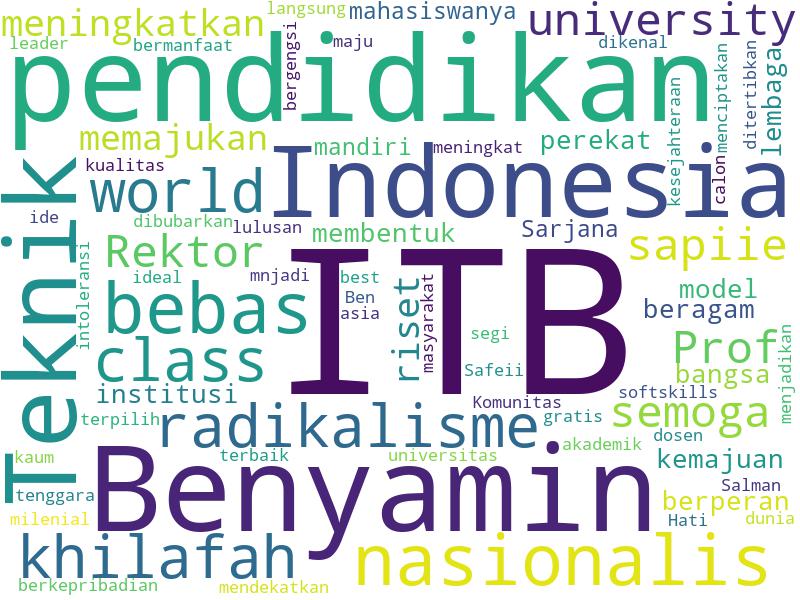 meningkatkan
langsung
mahasiswanya
university
leader
bermanfaat
bergengsi
maju
dikenal
pendidikan
menciptakan
ditertibkan
lembaga
memajukan
mandiri
meningkat
perekat
kesejahteraan
calon
kualitas
world
Indonesia
Teknik
ide
dibubarkan
lulusan
membentuk
Sarjana
sapiie
Rektor
intoleransi
ideal
mnjadi
best
ITB
model
bebas
Ben
asia
riset
masyarakat
segi
beragam
class
Safeii
Prof
bangsa
menjadikan
institusi
Komunitas
softskills
terpilih
radikalisme
gratis
semoga
akademik
dosen
kaum
terbaik
universitas
kemajuan
tenggara
Benyamin
Salman
berperan
milenial
Hati
dunia
khilafah
nasionalis
berkepribadian
mendekatkan